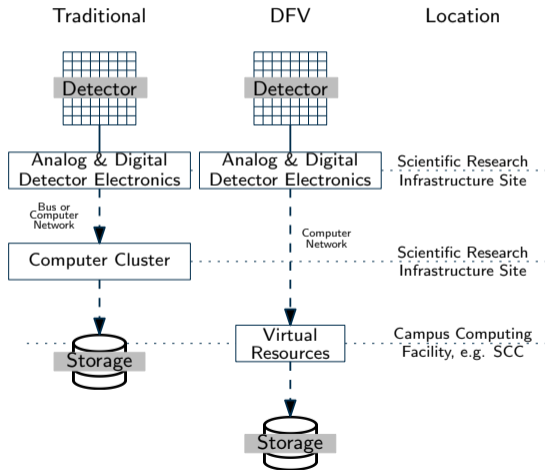 Traditional
DFV
Location
Detector
Detector
Analog & Digital
Detector Electronics
Analog & Digital
Detector Electronics
Scientific Research
Infrastructure Site
Bus or
Computer
Network
Computer
Network
Computer Cluster
Scientific Research
Infrastructure Site
Virtual
Resources
Campus Computing
Facility, e.g. SCC
Storage
Storage